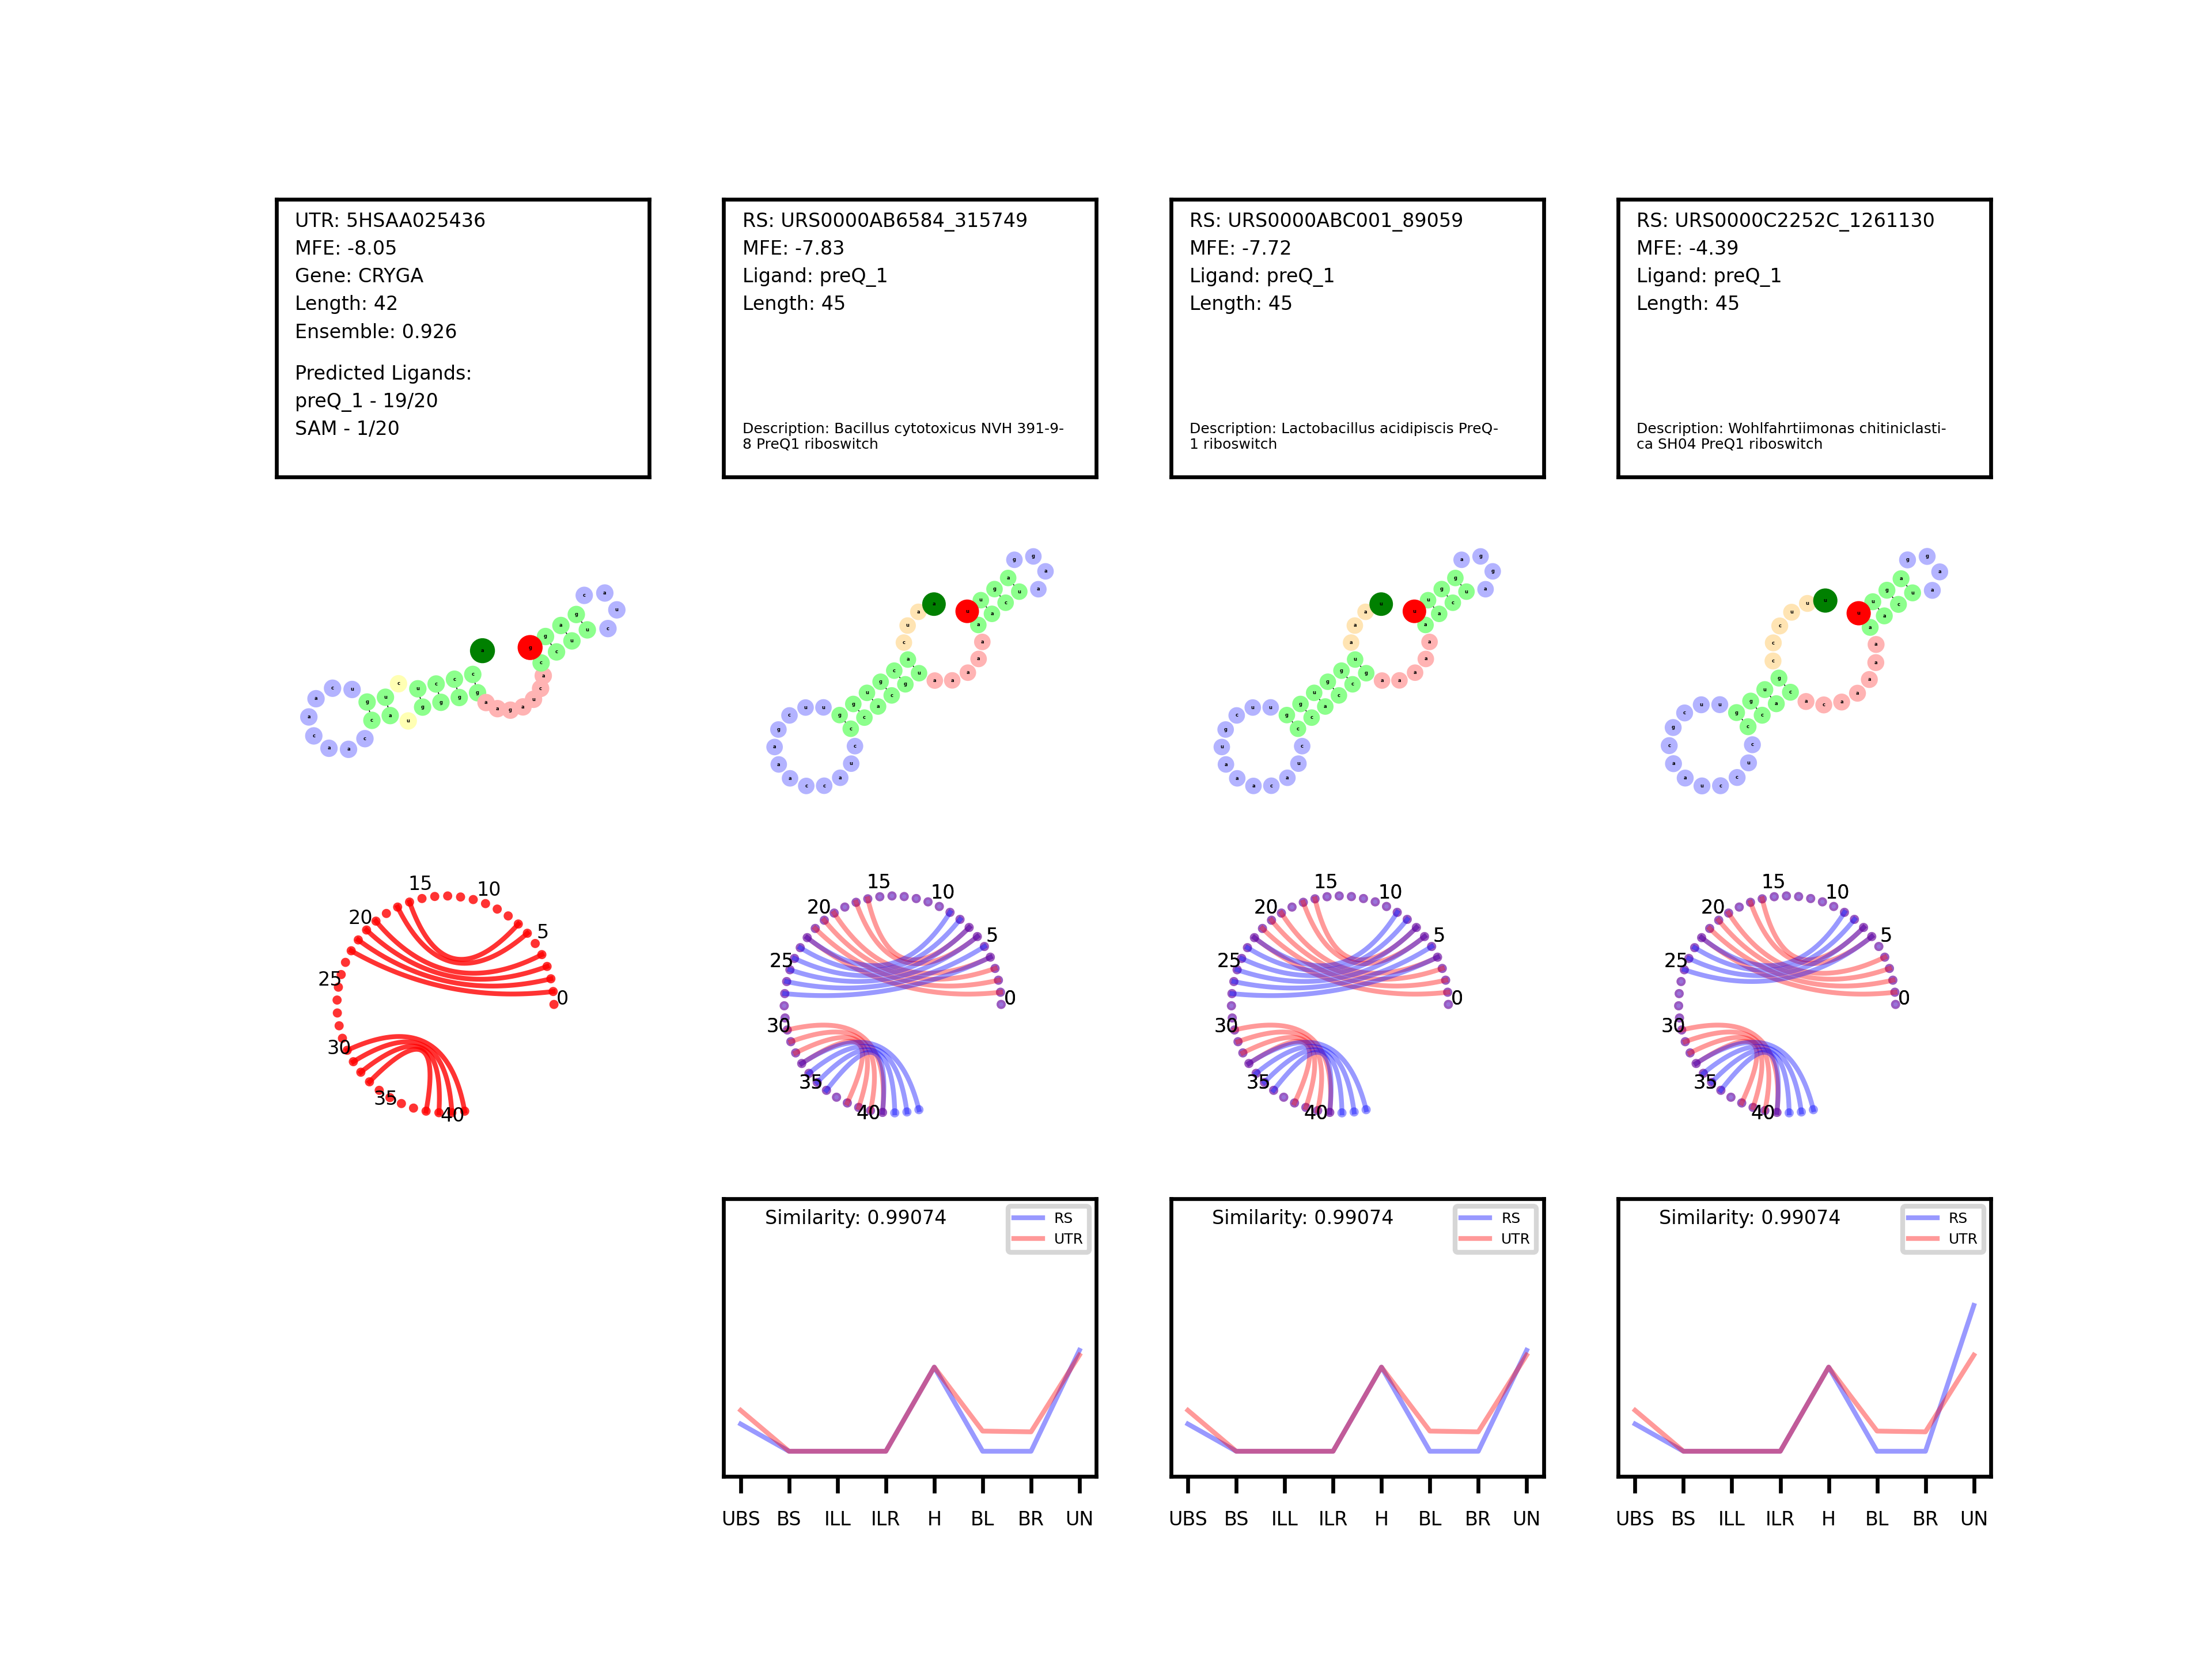 UTR: 5HSAA025436
MFE: -8.05
Gene: CRYGA
Length: 42
Ensemble: 0.926
Predicted Ligands:
preQ_1 - 19/20
SAM - 1/20
RS: URS0000AB6584_315749
MFE: -7.83
Ligand: preQ_1
Length: 45
Description: Bacillus cytotoxicus NVH 391-9-
8 PreQ1 riboswitch
RS: URS0000ABC001_89059
MFE: -7.72
Ligand: preQ_1
Length: 45
Description: Lactobacillus acidipiscis PreQ-
1 riboswitch
RS: URS0000C2252C_1261130
MFE: -4.39
Ligand: preQ_1
Length: 45
Description: Wohlfahrtiimonas chitiniclasti-
ca SH04 PreQ1 riboswitch
0
5
10
15
20
25
30
35
40
0
5
10
15
20
25
30
35
40
0
5
10
15
20
25
30
35
40
0
5
10
15
20
25
30
35
40
Similarity: 0.99074
RS
UTR
UBS BS ILL ILR H BL BR UN
Similarity: 0.99074
RS
UTR
UBS BS ILL ILR H BL BR UN
Similarity: 0.99074
RS
UTR
UBS BS ILL ILR H BL BR UN